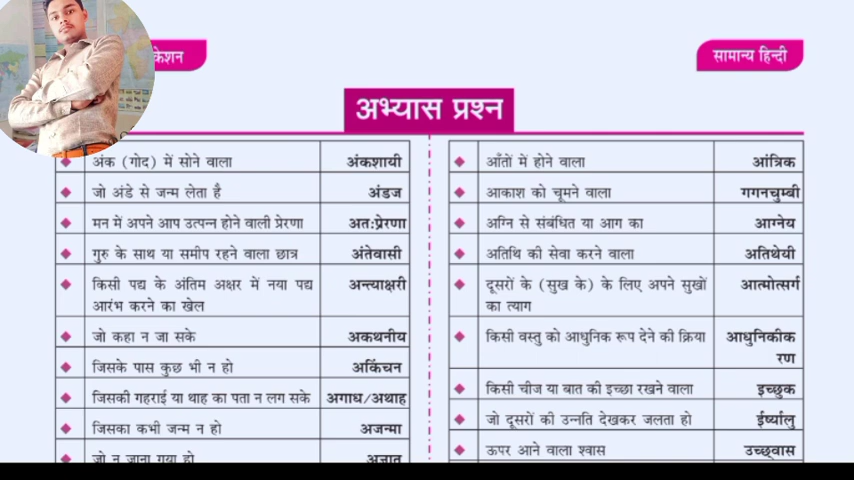 केशन
सामान्य हिन्दी
अभ्यास प्रश्न
अंक (गोद) में सोने वाला अंकशायी
जो अंडे से जन्म लेता है अंडज
मन में अपने आप उत्पन्न होने वाली प्रेरणा अतःप्रेरणा
गुरु के साथ या समीप रहने वाला छात्र अंतेवासी
किसी पद्य के अंतिम अक्षर में नया पद्य अन्त्याक्षरी
आरंभ करने का खेल
जो कहा न जा सके अकथनीय
जिसके पास कुछ भी न हो अकिंचन
जिसकी गहराई या थाह का पता न लग सके अगाध/अथाह
जिसका कभी जन्म न हो अजन्मा
जो न जाना गया हो अज्ञात
आँतों में होने वाला आंत्रिक
आकाश को चूमने वाला गगनचुम्बी
अग्नि से संबंधित या आग का आग्नेय
अतिथि की सेवा करने वाला अतिथेयी
दूसरों के (सुख के) के लिए अपने सुखों आत्मोत्सर्ग
का त्याग
किसी वस्तु को आधुनिक रूप देने की क्रिया आधुनिकीक
रण
किसी चीज या बात की इच्छा रखने वाला इच्छुक
जो दूसरों की उन्नति देखकर जलता हो ईर्ष्यालु
ऊपर आने वाला श्वास उच्छ्वास